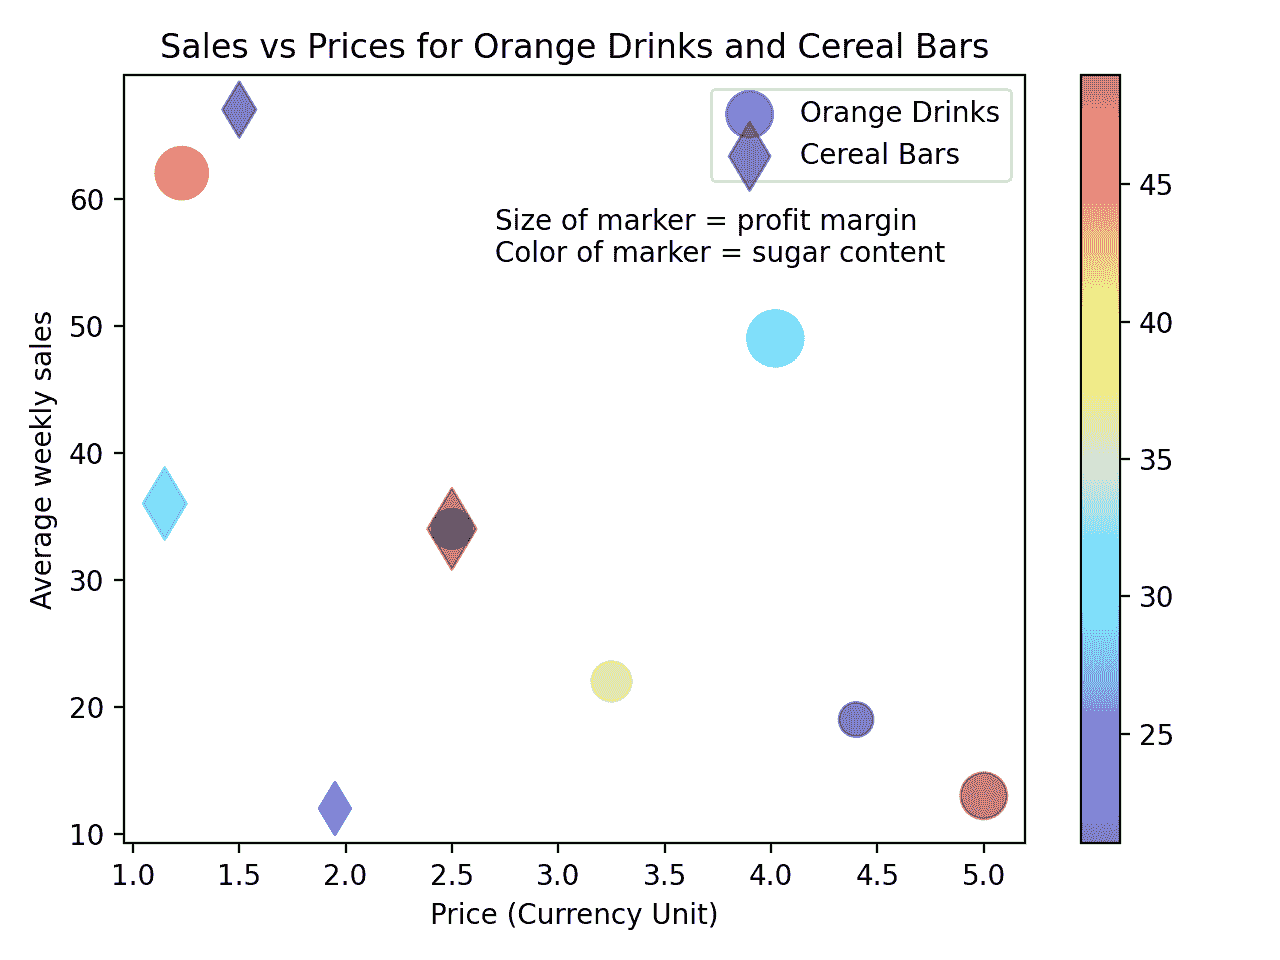 Sales vs Prices for Orange Drinks and Cereal Bars
Orange Drinks
Cereal Bars
Size of marker = profit margin
Color of marker = sugar content
Average weekly sales
60
50
40
30
20
10
1.0 1.5 2.0 2.5 3.0 3.5 4.0 4.5 5.0
Price (Currency Unit)
45
40
35
30
25